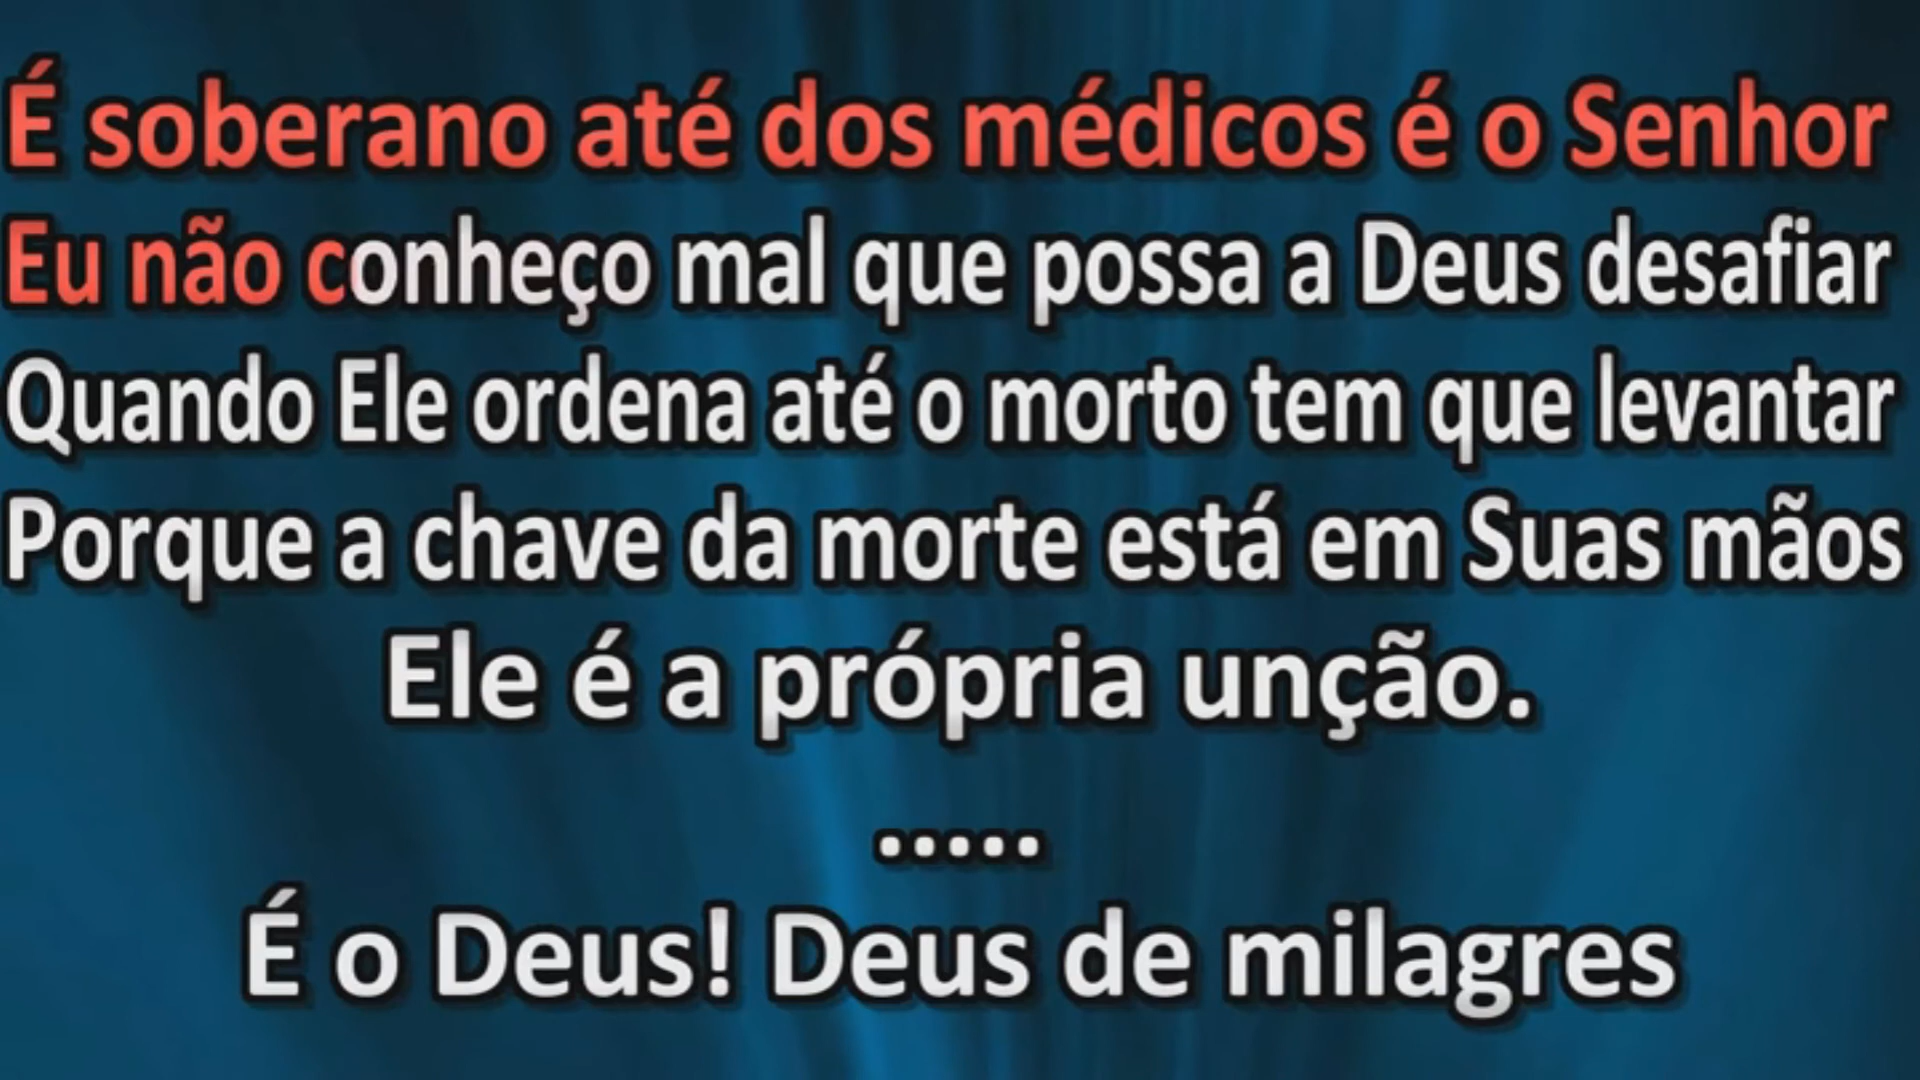 É soberano até dos médicos é o Senhor
Eu não conheço mal que possa a Deus desafiar
Quando Ele ordena até o morto tem que levantar
Porque a chave da morte está em Suas mãos
Ele é a própria unção.
.....
É o Deus! Deus de milagres